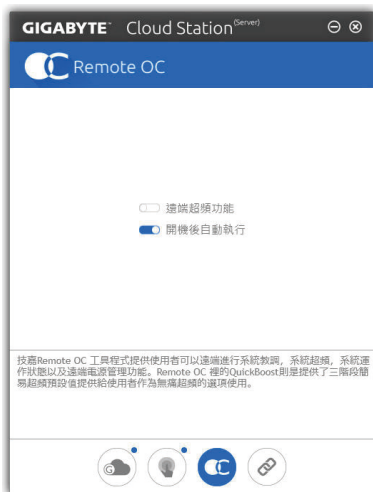 GIGABYTE™ Cloud Station (Server)
Remote OC
遠端超頻功能
開機後自動執行
技嘉Remote OC 工具程式提供使用者可以遠端進行系統教調，系統超頻，系統運
作狀態以及遠端電源管理功能。Remote OC 裡的QuickBoost則是提供了三階段簡
易超頻預設值提供給使用者作為無痛超頻的選項使用。
G